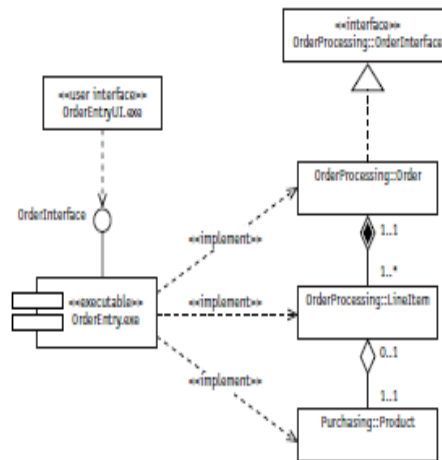 «interface»
OrderProcessing::OrderInterface
«user interface»
OrderEntryUI.exe
OrderProcessing::Order
OrderInterface
«implement»
1..1
1..*
«executable»
OrderEntry.exe
«implement»
OrderProcessing::LineItem
0..1
«implement»
1..1
Purchasing::Product